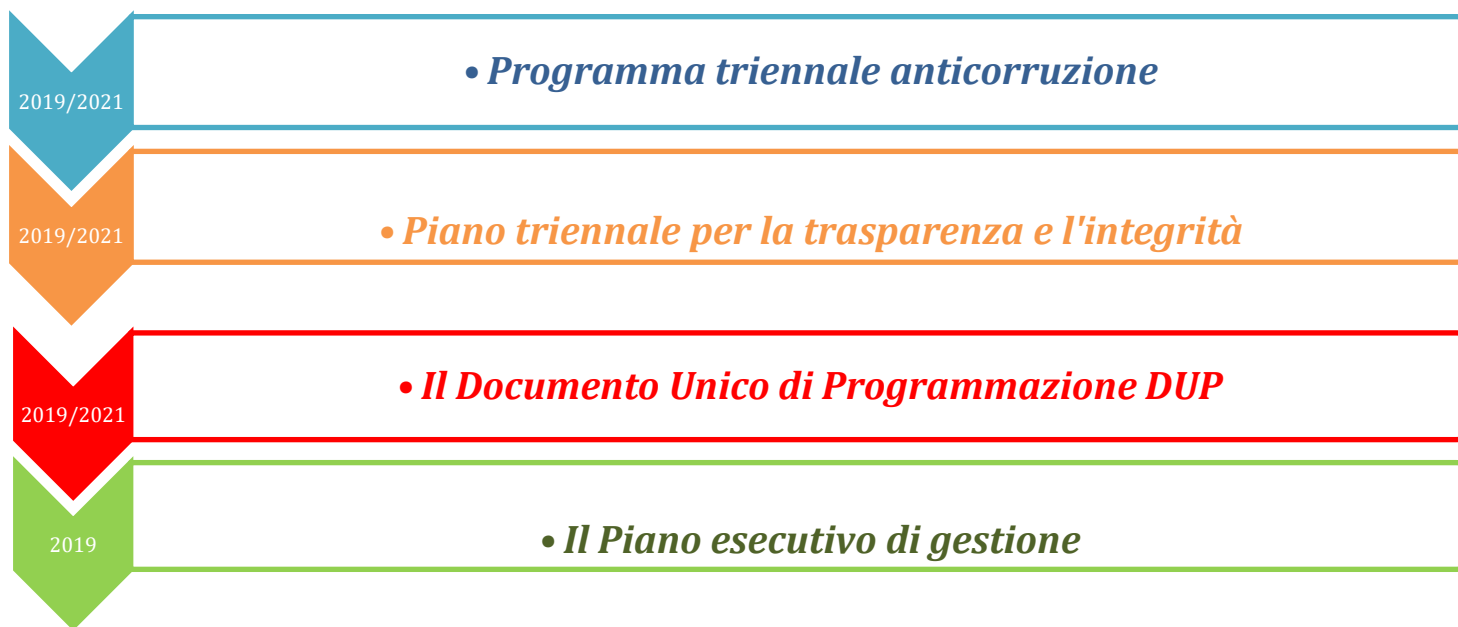 2019/2021
• Programma triennale anticorruzione
2019/2021
• Piano triennale per la trasparenza e l'integrità
2019/2021
• Il Documento Unico di Programmazione DUP
2019
• Il Piano esecutivo di gestione